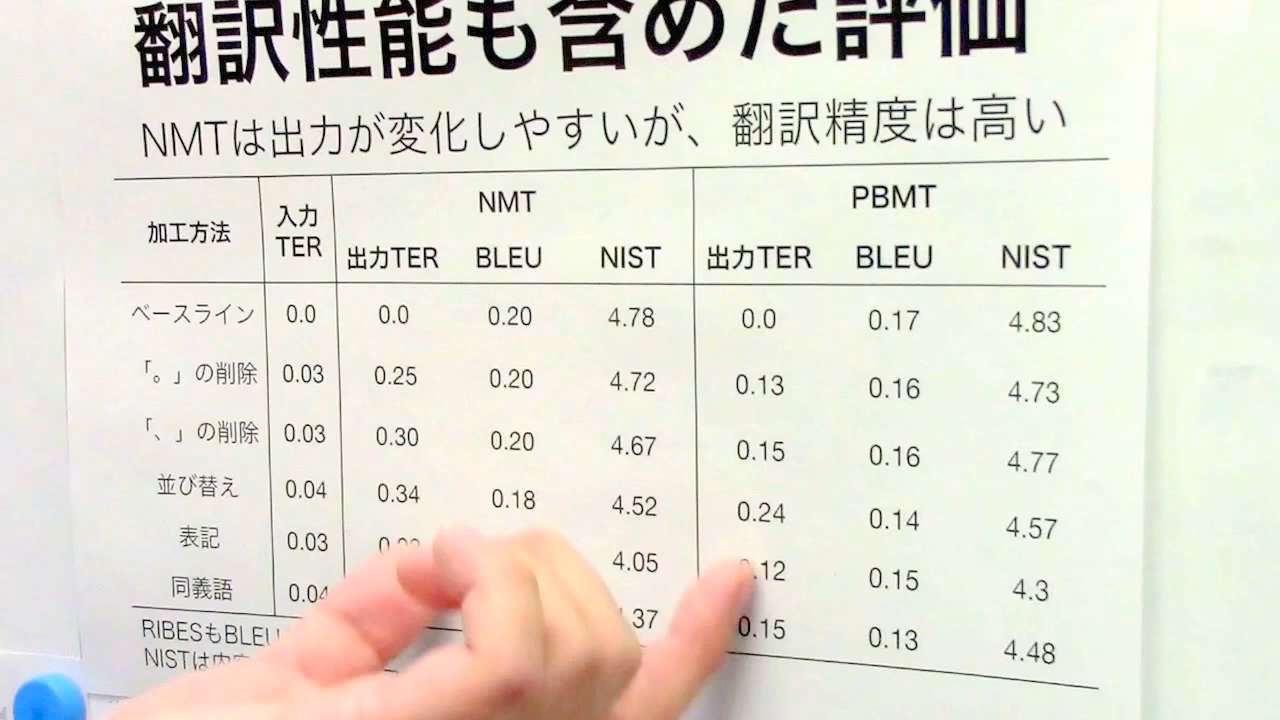 翻訳性能も含めた評価
NMTは出力が変化しやすいが、翻訳精度は高い
加工方法 入力TER NMT PBMT
出力TER BLEU NIST 出力TER BLEU NIST
ベースライン 0.0 0.0 0.20 4.78 0.0 0.17 4.83
「。」の削除 0.03 0.25 0.20 4.72 0.13 0.16 4.73
「、」の削除 0.03 0.30 0.20 4.67 0.15 0.16 4.77
並び替え 0.04 0.34 0.18 4.52 0.24 0.14 4.57
表記 0.03 4.05 0.15 4.3
同義語 0.04 0.15 0.13 4.48
RIBESもBLEU
NISTは